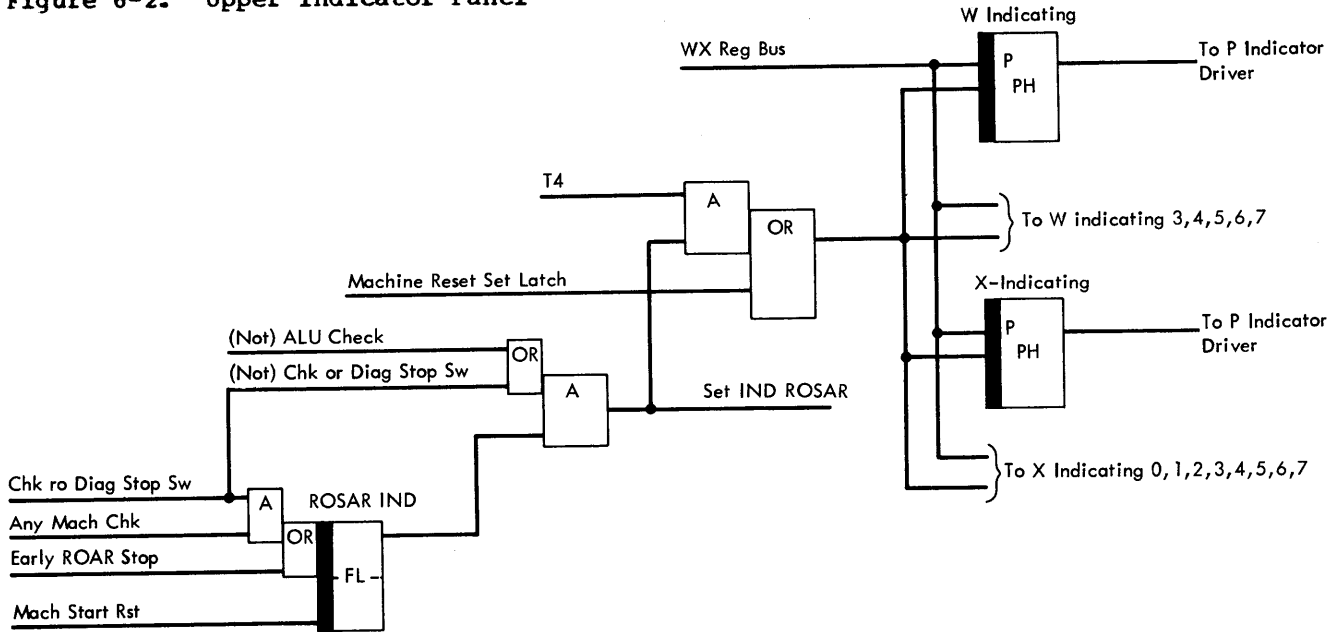 Figure 6-2. Upper Indicator Panel
W Indicating
WX Reg Bus
P
PH
To P Indicator
Driver
T4
A
OR
To W indicating 3,4,5,6,7
Machine Reset Set Latch
X-Indicating
P
PH
To P Indicator
Driver
(Not) ALU Check
OR
(Not) Chk or Diag Stop Sw
A
Set IND ROSAR
To X Indicating 0,1,2,3,4,5,6,7
Chk ro Diag Stop Sw
A
ROSAR IND
Any Mach Chk
OR
Early ROAR Stop
FL
Mach Start Rst